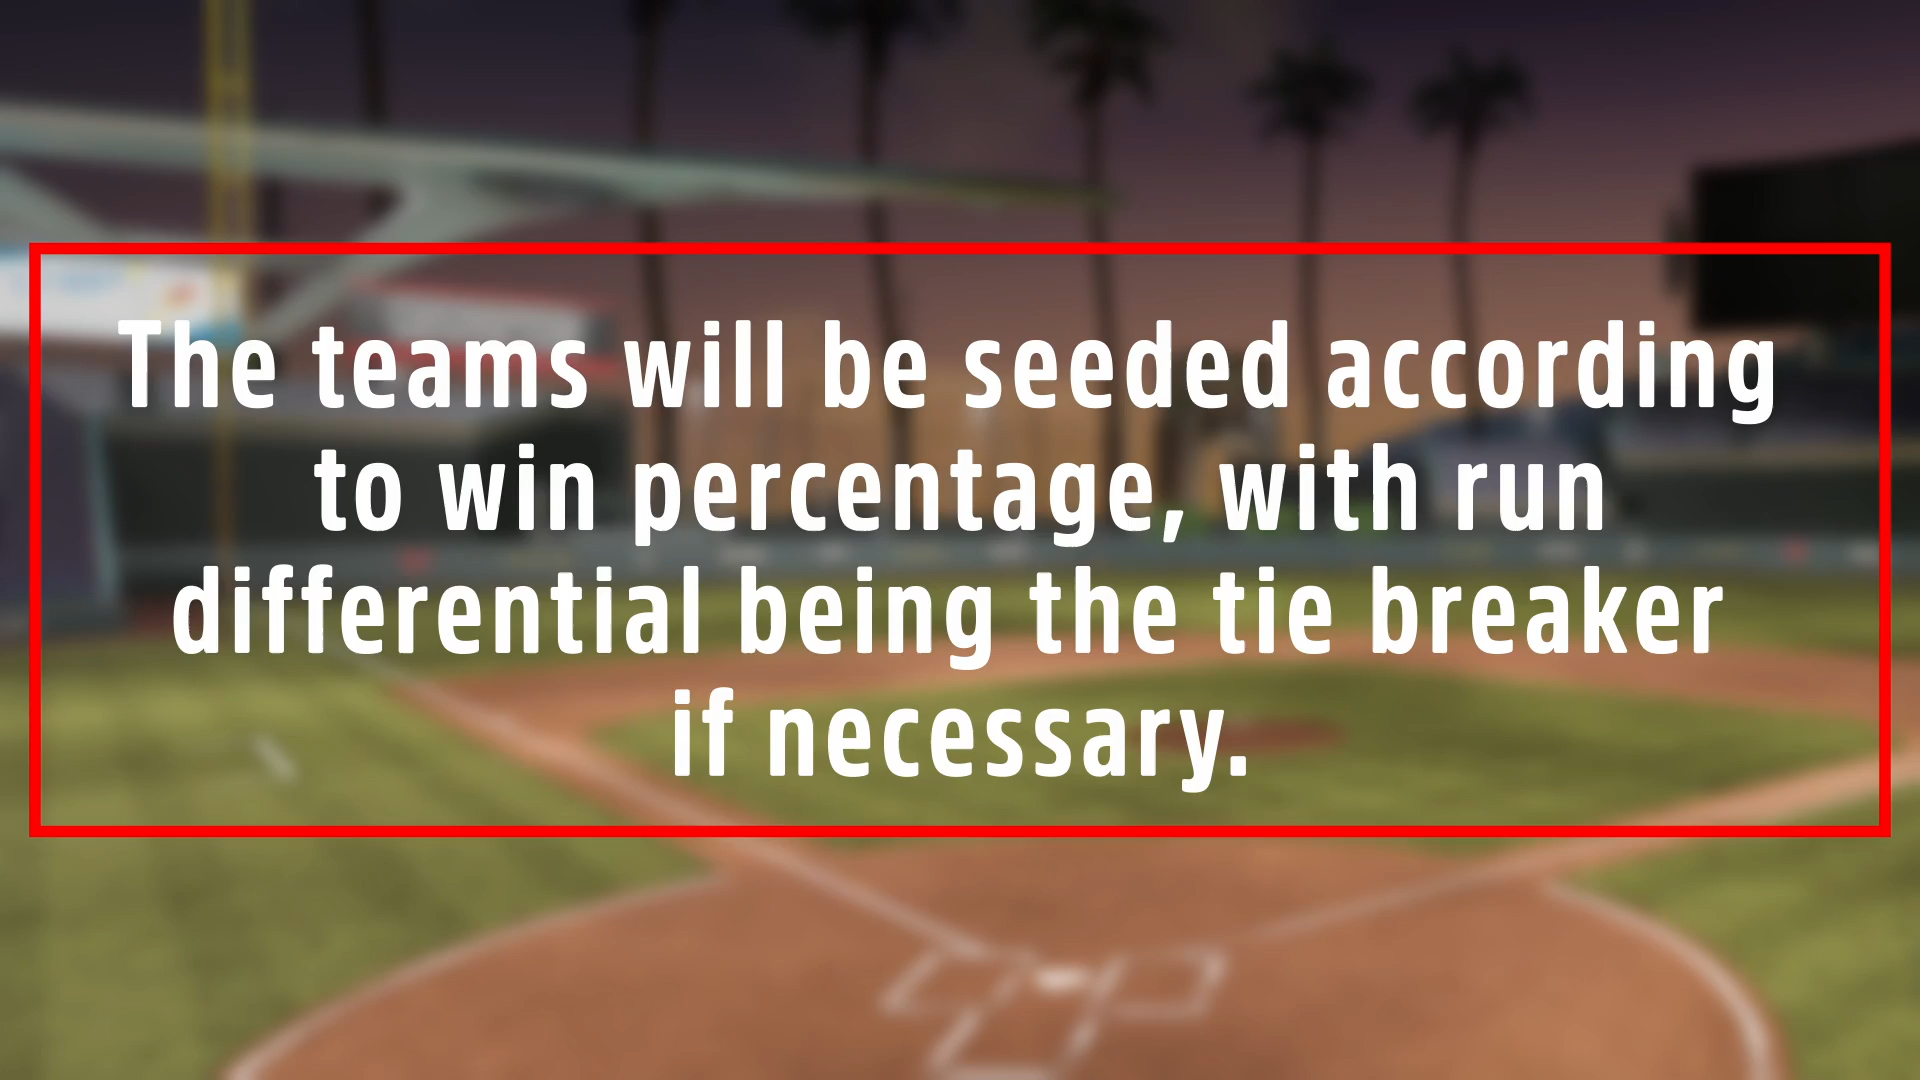 The teams will be seeded according
to win percentage, with run
differential being the tie breaker
if necessary.